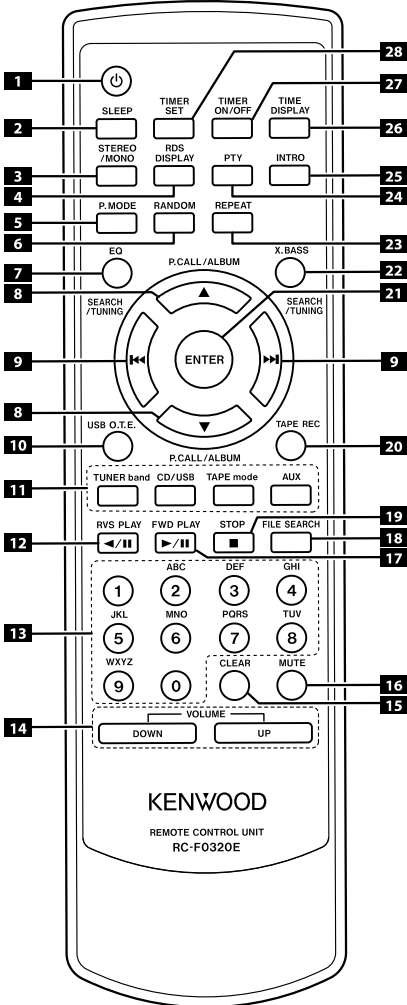 28
1
27
TIMER SET
TIMER ON/OFF
TIME DISPLAY
SLEEP
2
26
STEREO /MONO
RDS DISPLAY
PTY
INTRO
3
25
4
24
P.MODE
RANDOM
REPEAT
5
6
23
EQ
P.CALL/ALBUM
X.BASS
7
22
8
21
SEARCH /TUNING
SEARCH /TUNING
9
ENTER
9
8
USB O.T.E.
TAPE REC
10
20
P.CALL/ALBUM
11
TUNER band
CD/USB
TAPE mode
AUX
19
RVS PLAY
FWD PLAY
STOP
FILE SEARCH
18
12
17
ABC
DEF
GHI
1
2
3
4
JKL
MNO
PQRS
TUV
13
5
6
7
8
WXYZ
CLEAR
MUTE
9
0
16
15
VOLUME
14
DOWN
UP
KENWOOD
REMOTE CONTROL UNIT
RC-F0320E